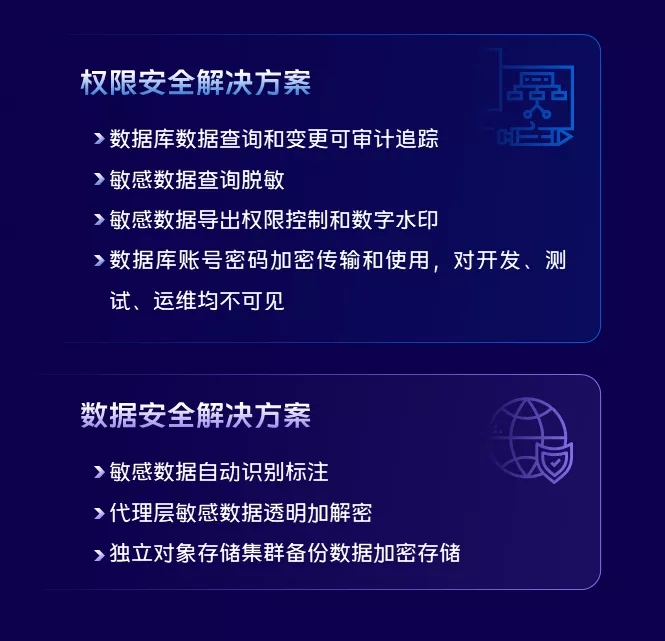 权限安全解决方案
数据库数据查询和变更可审计追踪
敏感数据查询脱敏
敏感数据导出权限控制和数字水印
数据库账号密码加密传输和使用，对开发、测
试、运维均不可见
数据安全解决方案
敏感数据自动识别标注
代理层敏感数据透明加解密
独立对象存储集群备份数据加密存储